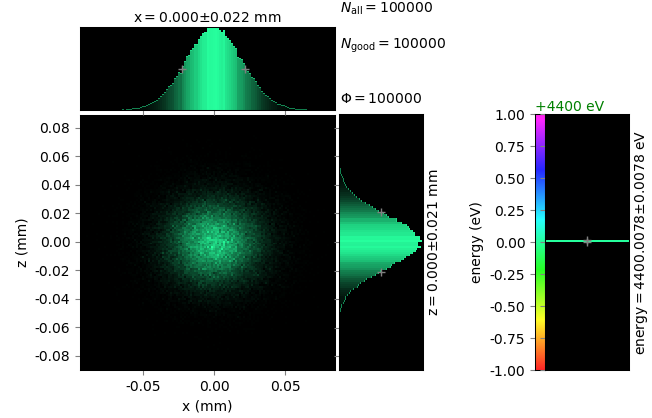 x = 0.000±0.022 mm
N_all = 100000
N_good = 100000
Φ = 100000
0.08
0.06
0.04
0.02
0.00
-0.02
-0.04
-0.06
-0.08
z (mm)
-0.05
0.00
0.05
x (mm)
z = 0.000±0.021 mm
+4400 eV
1.00
0.75
0.50
0.25
0.00
-0.25
-0.50
-0.75
-1.00
energy (eV)
energy = 4400.0078±0.0078 eV